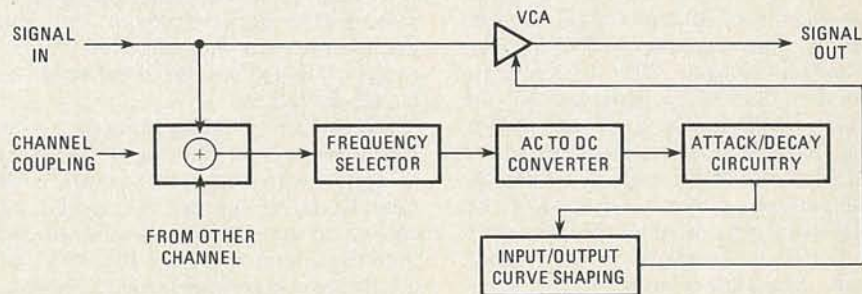 SIGNAL
IN
VCA
SIGNAL
OUT
CHANNEL
COUPLING
+
FREQUENCY
SELECTOR
AC TO DC
CONVERTER
ATTACK/DECAY
CIRCUITRY
FROM OTHER
CHANNEL
INPUT/OUTPUT
CURVE SHAPING